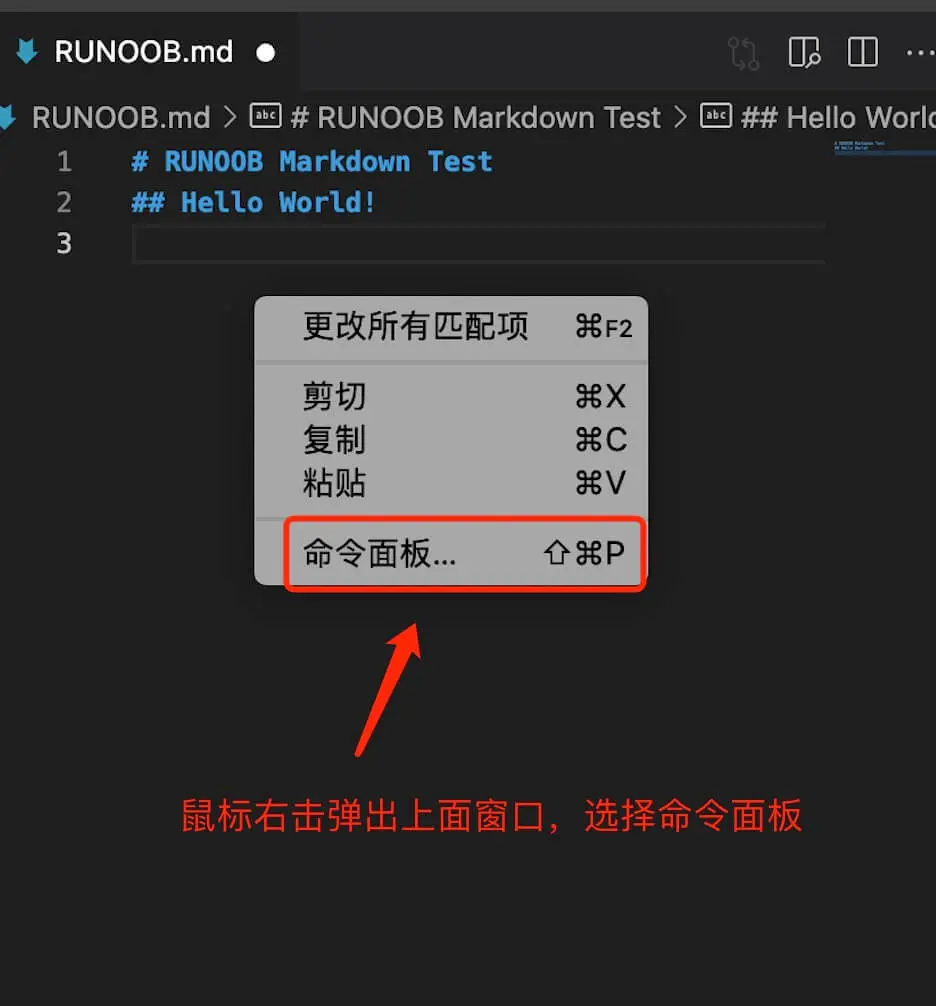 RUNOOB.md
RUNOOB.md > abc # RUNOOB Markdown Test > abc ## Hello World
1 # RUNOOB Markdown Test
2 ## Hello World!
3
更改所有匹配项 ⌘F2
剪切 ⌘X
复制 ⌘C
粘贴 ⌘V
命令面板... ⇧⌘P
鼠标右击弹出上面窗口，选择命令面板